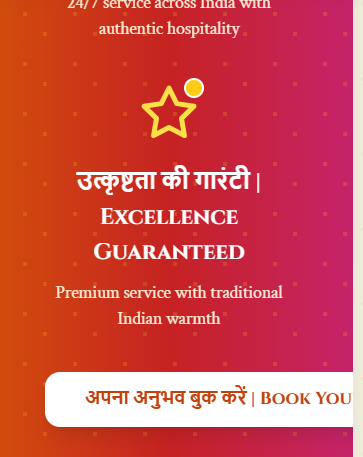 24/7 service across India with
authentic hospitality
उत्कृष्टता की गारंटी |
Excellence
Guaranteed
Premium service with traditional
Indian warmth
अपना अनुभव बुक करें | Book You